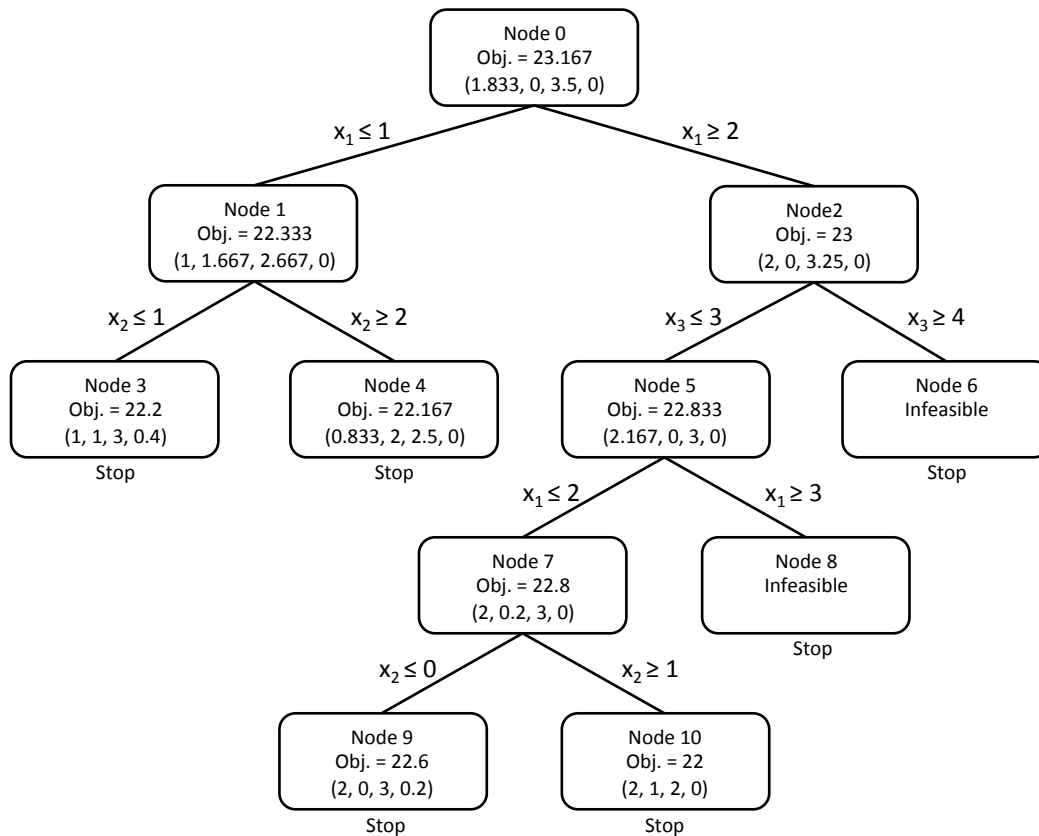 Node 0
Obj. = 23.167
(1.833, 0, 3.5, 0)
x₁ ≤ 1
x₁ ≥ 2
Node 1
Obj. = 22.333
(1, 1.667, 2.667, 0)
Node2
Obj. = 23
(2, 0, 3.25, 0)
x₂ ≤ 1
x₂ ≥ 2
x₃ ≤ 3
x₃ ≥ 4
Node 3
Obj. = 22.2
(1, 1, 3, 0.4)
Stop
Node 4
Obj. = 22.167
(0.833, 2, 2.5, 0)
Stop
Node 5
Obj. = 22.833
(2.167, 0, 3, 0)
Node 6
Infeasible
Stop
x₁ ≤ 2
x₁ ≥ 3
Node 7
Obj. = 22.8
(2, 0.2, 3, 0)
Node 8
Infeasible
Stop
x₂ ≤ 0
x₂ ≥ 1
Node 9
Obj. = 22.6
(2, 0, 3, 0.2)
Stop
Node 10
Obj. = 22
(2, 1, 2, 0)
Stop